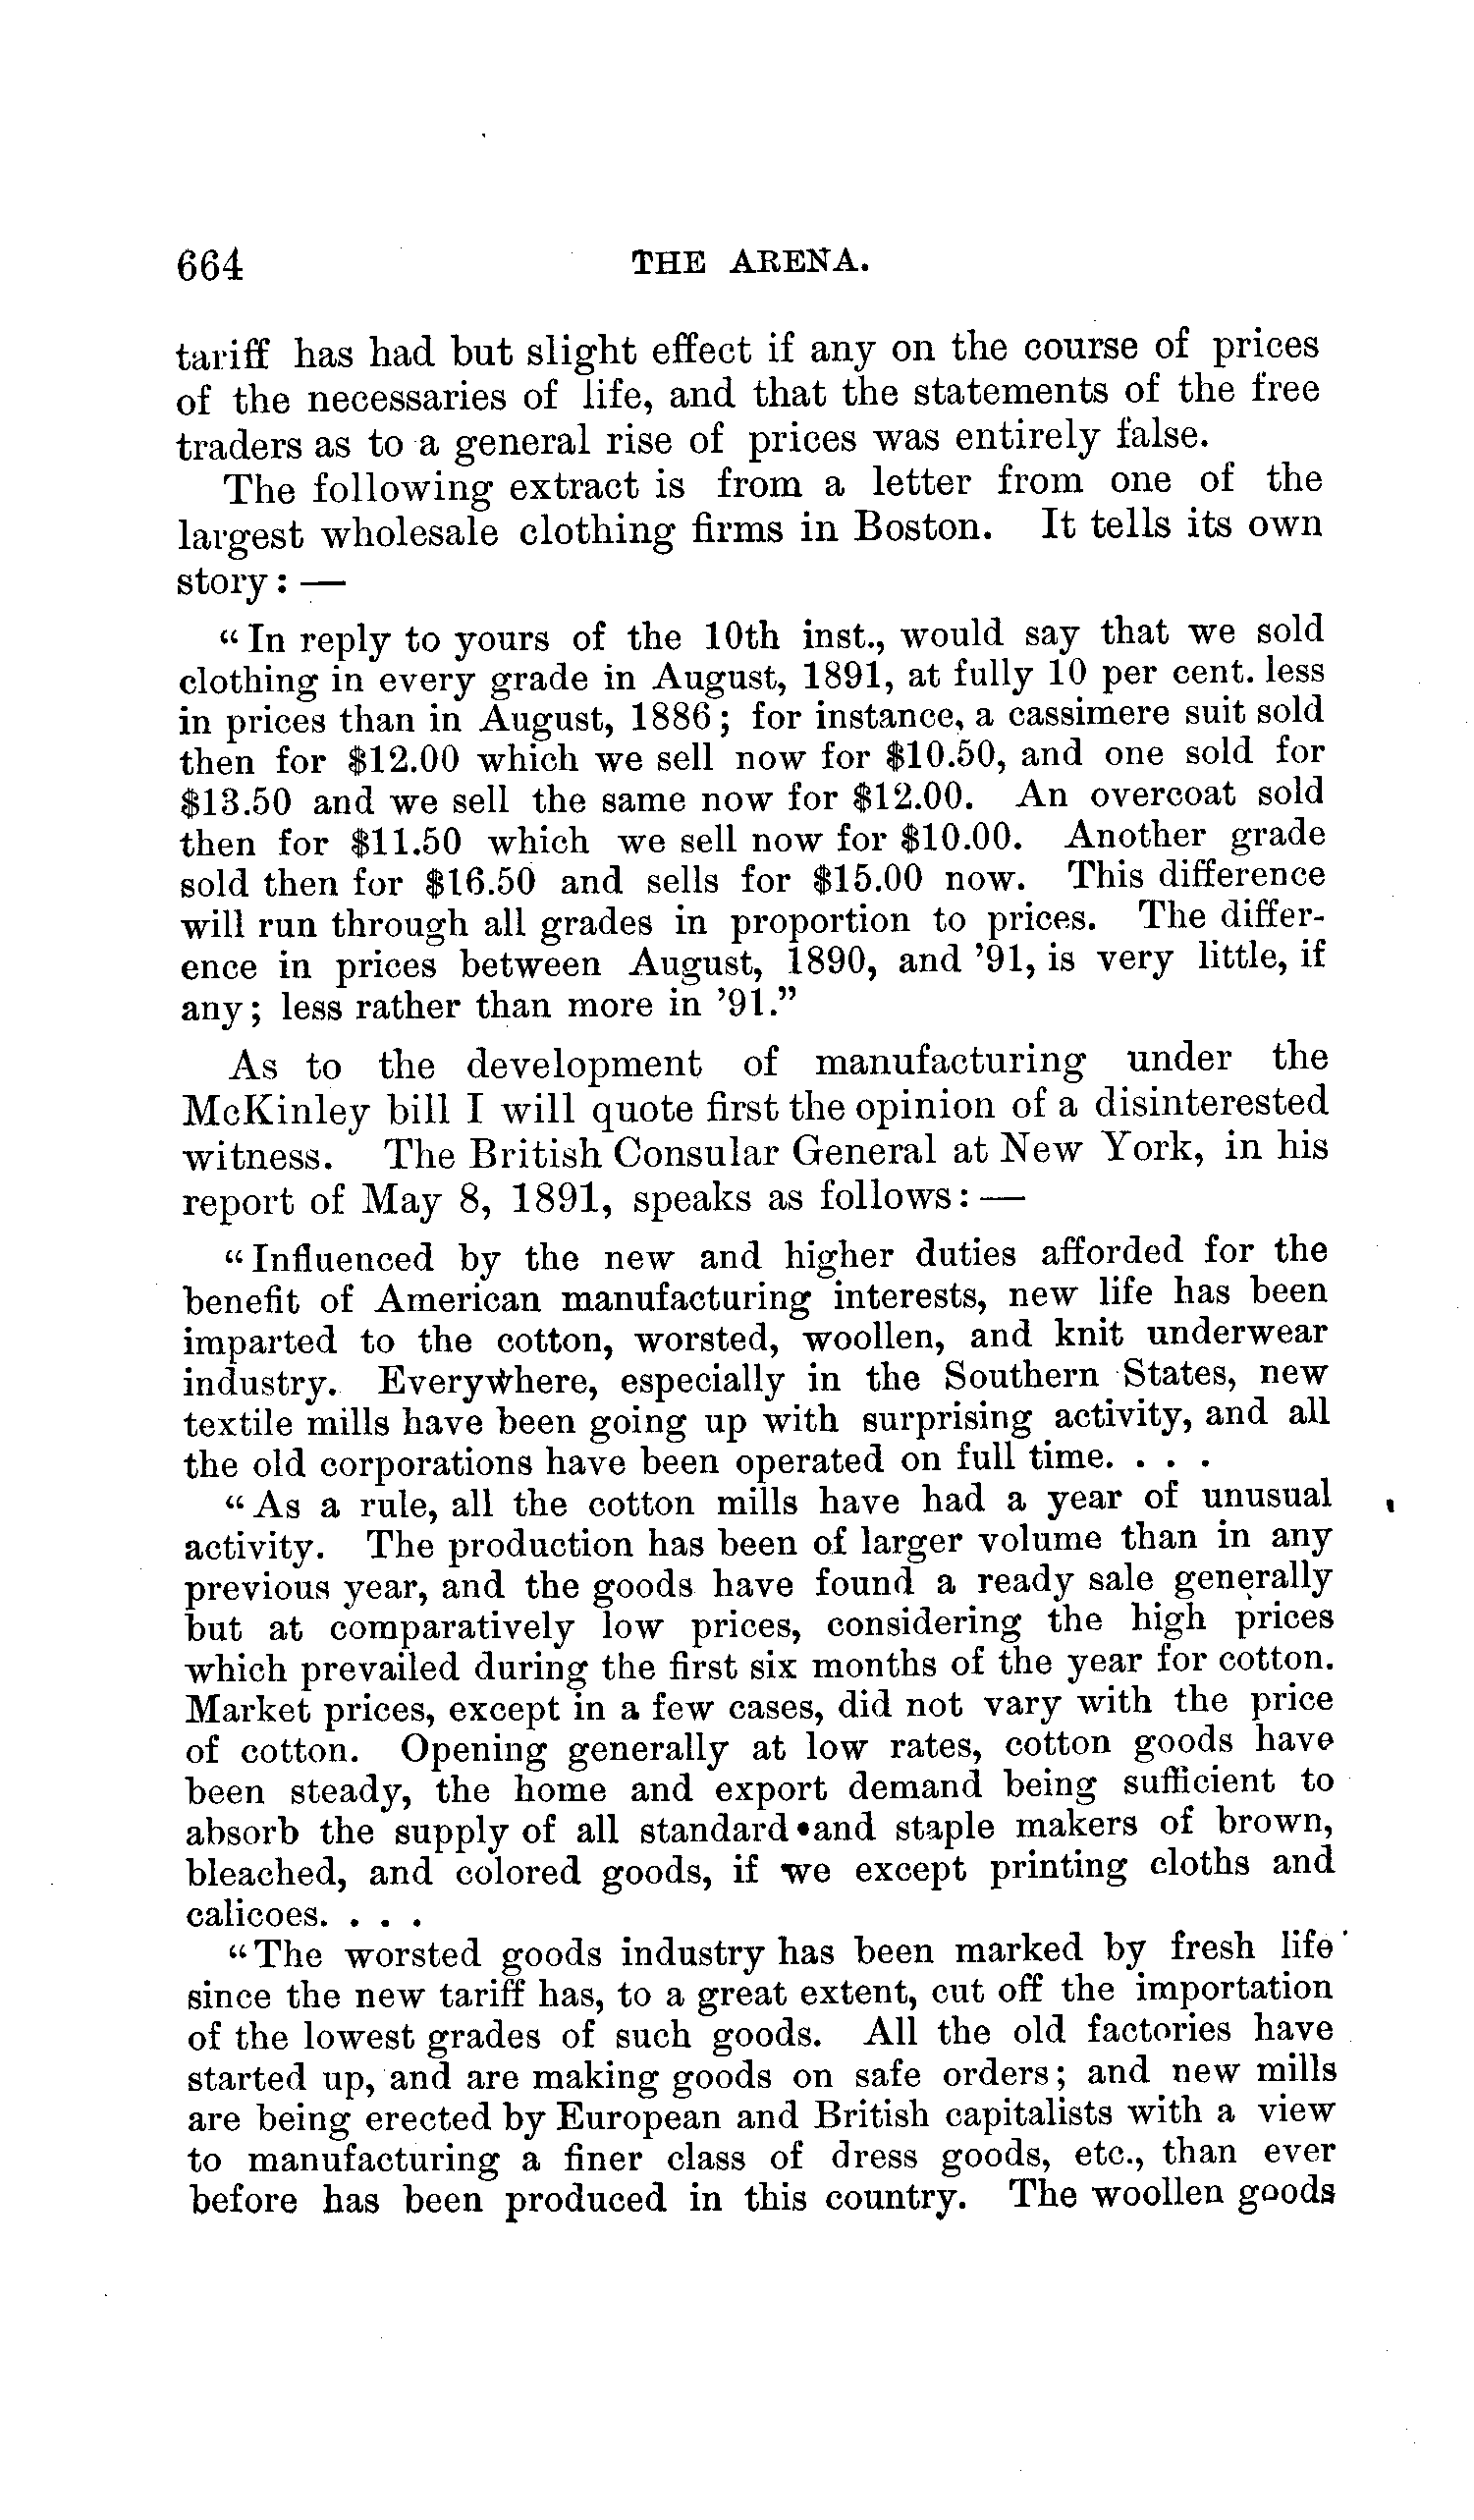 664 THE ARENA.
tariff has had but slight effect if any on the course of prices
of the necessaries of life, and that the statements of the free
traders as to a general rise of prices was entirely false.
The following extract is from a letter from one of the
largest wholesale clothing firms in Boston. It tells its own
story: —
“In reply to yours of the 10th inst., would say that we sold
clothing in every grade in August, 1891, at fully 10 per cent. less
in prices than in August, 1886; for instance, a cassimere suit sold
then for $12.00 which we sell now for $10.50, and one sold for
$13.50 and we sell the same now for $12.00. An overcoat sold
then for $11.50 which we sell now for $10.00. Another grade
sold then for $16.50 and sells for $15.00 now. This difference
will run through all grades in proportion to prices. The differ-
ence in prices between August, 1890, and ’91, is very little, if
any; less rather than more in ’91.”
As to the development of manufacturing under the
McKinley bill I will quote first the opinion of a disinterested
witness. The British Consular General at New York, in his
report of May 8, 1891, speaks as follows: —
“Influenced by the new and higher duties afforded for the
benefit of American manufacturing interests, new life has been
imparted to the cotton, worsted, woollen, and knit underwear
industry. Everywhere, especially in the Southern States, new
textile mills have been going up with surprising activity, and all
the old corporations have been operated on full time. . . .
“As a rule, all the cotton mills have had a year of unusual
activity. The production has been of larger volume than in any
previous year, and the goods have found a ready sale generally
but at comparatively low prices, considering the high prices
which prevailed during the first six months of the year for cotton.
Market prices, except in a few cases, did not vary with the price
of cotton. Opening generally at low rates, cotton goods have
been steady, the home and export demand being sufficient to
absorb the supply of all standard and staple makers of brown,
bleached, and colored goods, if we except printing cloths and
calicoes. . . .
“The worsted goods industry has been marked by fresh life
since the new tariff has, to a great extent, cut off the importation
of the lowest grades of such goods. All the old factories have
started up, and are making goods on safe orders; and new mills
are being erected by European and British capitalists with a view
to manufacturing a finer class of dress goods, etc., than ever
before has been produced in this country. The woollen goods